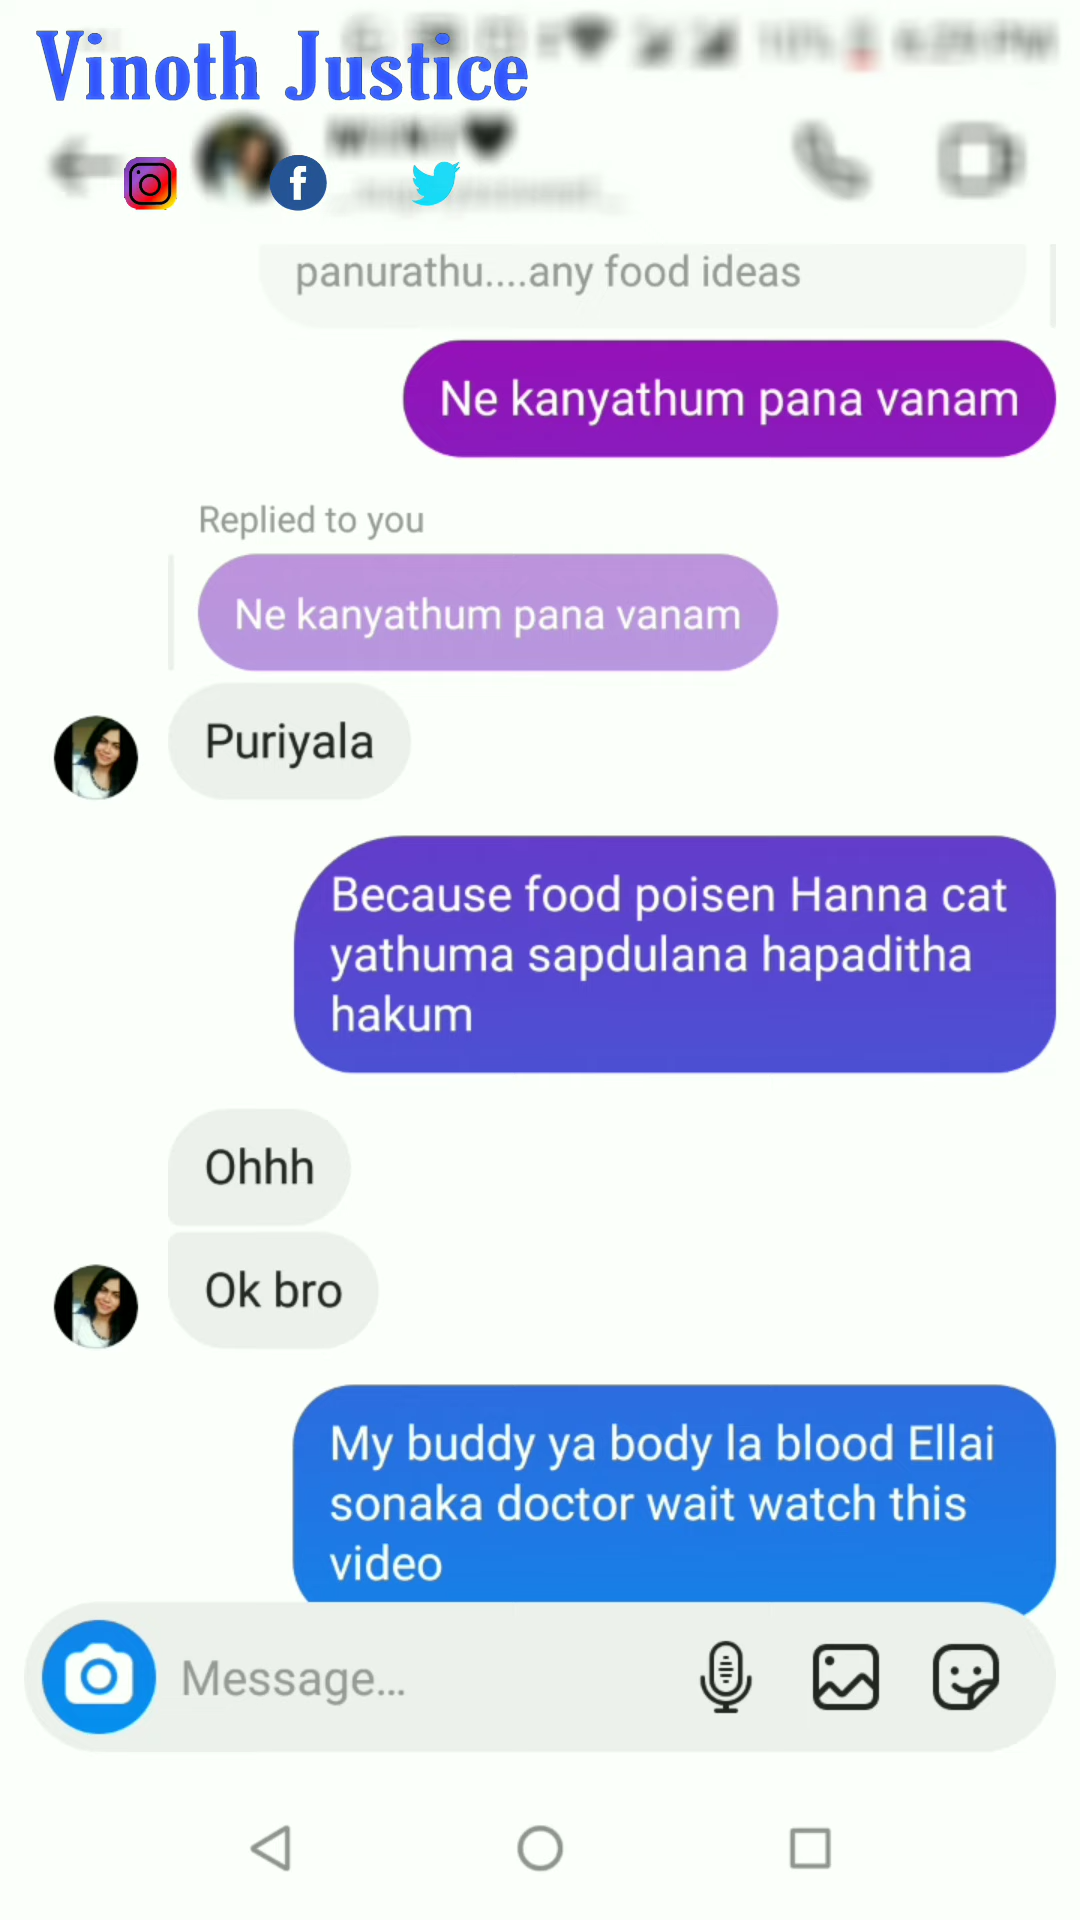 Vinoth Justice
panurathu....any food ideas
Ne kanyathum pana vanam
Replied to you
Ne kanyathum pana vanam
Puriyala
Because food poisen Hanna cat
yathuma sapdulana hapaditha
hakum
Ohhh
Ok bro
My buddy ya body la blood Ellai
sonaka doctor wait watch this
video
Message...